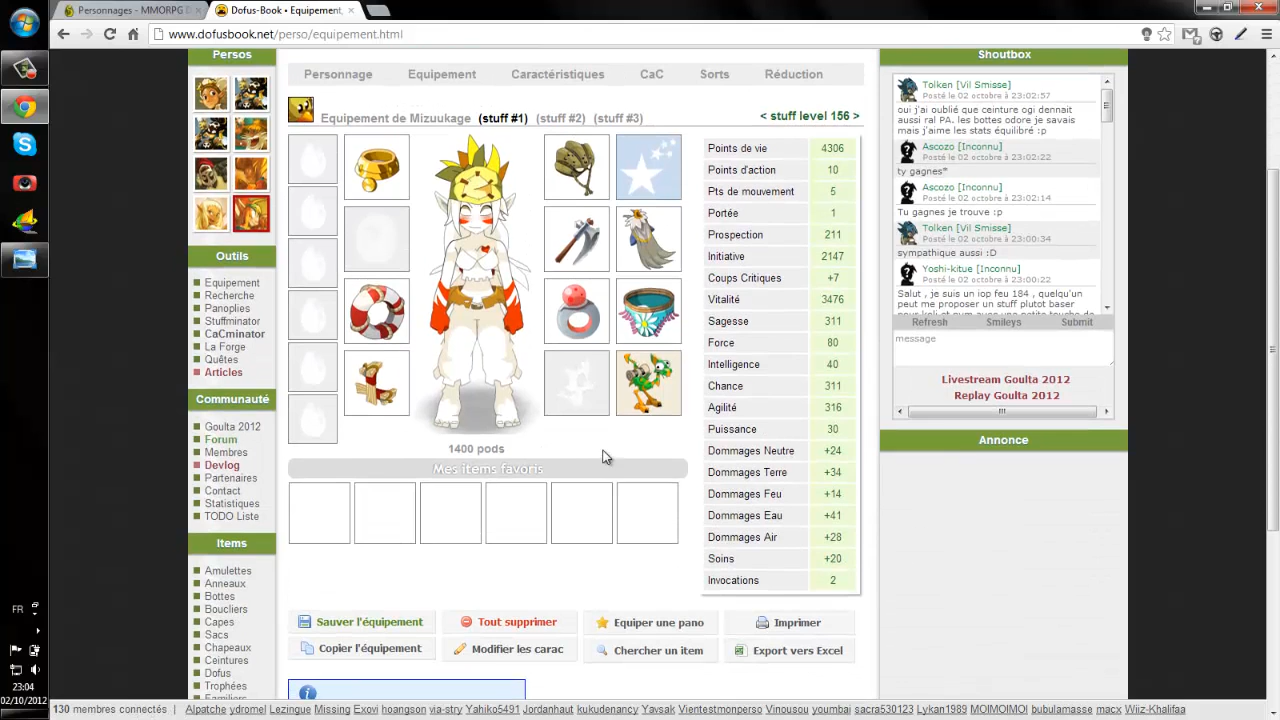 Personnages - MMORPG D
Dofus-Book • Equipement,
www.dofusbook.net/perso/equipement.html
Persos
Outils
Equipement
Recherche
Panoplies
Stuffminator
CaCminator
La Forge
Quêtes
Articles
Communauté
Goulta 2012
Forum
Membres
Devlog
Partenaires
Contact
Statistiques
TODO Liste
Items
Amulettes
Anneaux
Bottes
Boucliers
Capes
Sacs
Chapeaux
Ceintures
Dofus
Trophées
Familiers
Personnage Equipement Caractéristiques CaC Sorts Réduction
Equipement de Mizuukage (stuff #1) (stuff #2) (stuff #3)
< stuff level 156 >
1400 pods
Mes items favoris
Points de vie 4306
Points d'action 10
Pts de mouvement 5
Portée 1
Prospection 211
Initiative 2147
Coups Critiques +7
Vitalité 3476
Sagesse 311
Force 80
Intelligence 40
Chance 311
Agilité 316
Puissance 30
Dommages Neutre +24
Dommages Terre +34
Dommages Feu +14
Dommages Eau +41
Dommages Air +28
Soins +20
Invocations 2
Sauver l'équipement Tout supprimer Equiper une pano Imprimer
Copier l'équipement Modifier les carac Chercher un item Export vers Excel
Shoutbox
Tolken [Vil Smisse]
Posté le 02 octobre à 23:02:57
oui j'ai oublié que ceinture ogi dennait
aussi ral PA. les bottes odore je savais
mais j'aime les stats équilibré :p
Ascozo [Inconnu]
Posté le 02 octobre à 23:02:22
ty gagnes*
Ascozo [Inconnu]
Posté le 02 octobre à 23:02:14
Tu gagnes je trouve :p
Tolken [Vil Smisse]
Posté le 02 octobre à 23:00:34
sympathique aussi :D
Yoshi-kitue [Inconnu]
Posté le 02 octobre à 23:00:22
Salut , je suis un iop feu 184 , quelqu'un
peut me proposer un stuff plutot baser
Refresh Smileys Submit
message
Livestream Goulta 2012
Replay Goulta 2012
Annonce
FR
23:04
02/10/2012
130 membres connectés
Alpatche ydromel Lezingue Missing Exovi hoangson via-stry Yariko5491 Jordanhaut kukudenutky Yavsak Vientefaire Vinousou youmbai sacra530123 Lykan1989 MOIMOIMOI bubulamasse macx Wiiz-Khalifaa